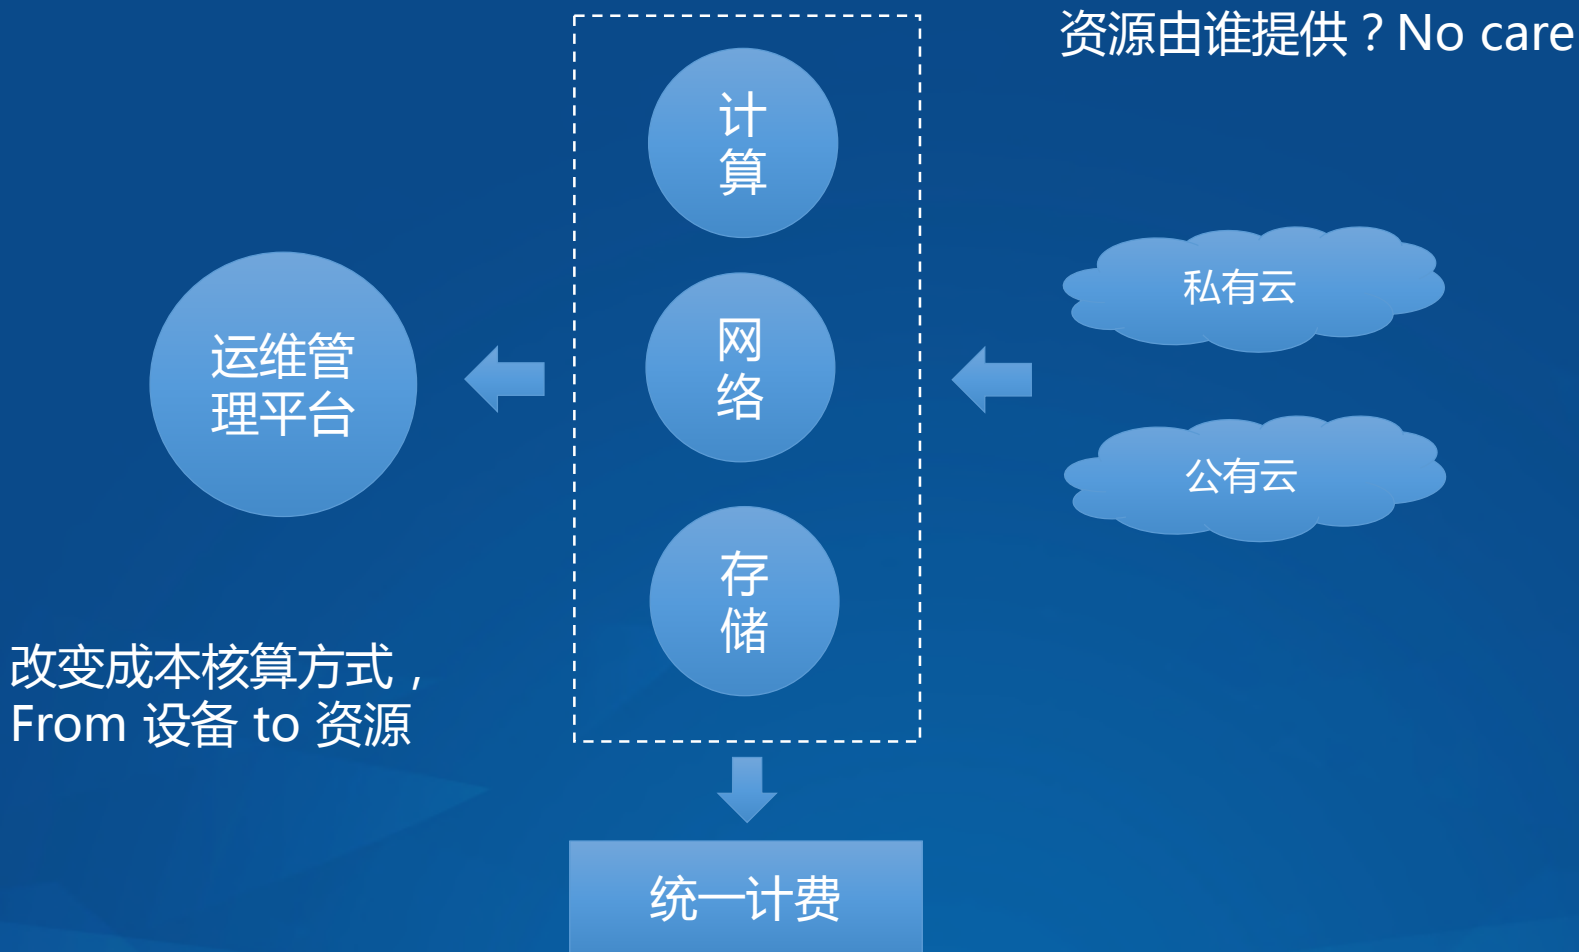 资源由谁提供？No care
计
算
网
络
存
储
私有云
公有云
运维管
理平台
改变成本核算方式，
From 设备 to 资源
统一计费